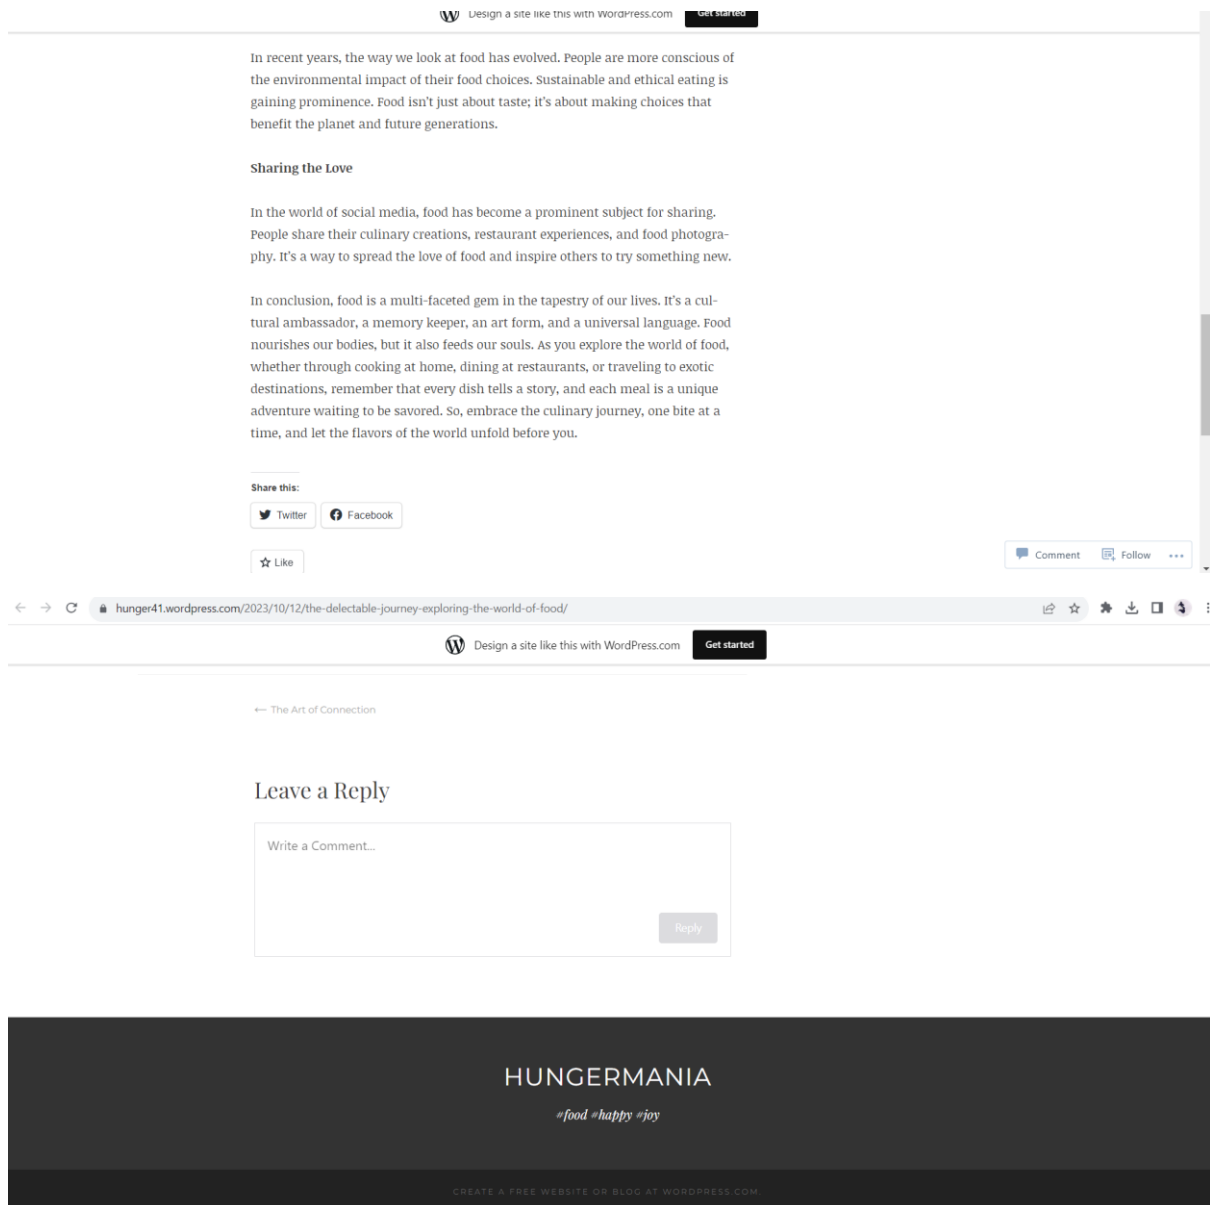 Design a site like this with WordPress.com Get started
In recent years, the way we look at food has evolved. People are more conscious of
the environmental impact of their food choices. Sustainable and ethical eating is
gaining prominence. Food isn’t just about taste; it’s about making choices that
benefit the planet and future generations.
Sharing the Love
In the world of social media, food has become a prominent subject for sharing.
People share their culinary creations, restaurant experiences, and food photogra-
phy. It’s a way to spread the love of food and inspire others to try something new.
In conclusion, food is a multi-faceted gem in the tapestry of our lives. It’s a cul-
tural ambassador, a memory keeper, an art form, and a universal language. Food
nourishes our bodies, but it also feeds our souls. As you explore the world of food,
whether through cooking at home, dining at restaurants, or traveling to exotic
destinations, remember that every dish tells a story, and each meal is a unique
adventure waiting to be savored. So, embrace the culinary journey, one bite at a
time, and let the flavors of the world unfold before you.
Share this:
Twitter Facebook
Like
Comment Follow
hunger41.wordpress.com/2023/10/12/the-delectable-journey-exploring-the-world-of-food/
Design a site like this with WordPress.com Get started
← The Art of Connection
Leave a Reply
Write a Comment...
Reply
HUNGERMANIA
#food #happy #joy
CREATE A FREE WEBSITE OR BLOG AT WORDPRESS.COM